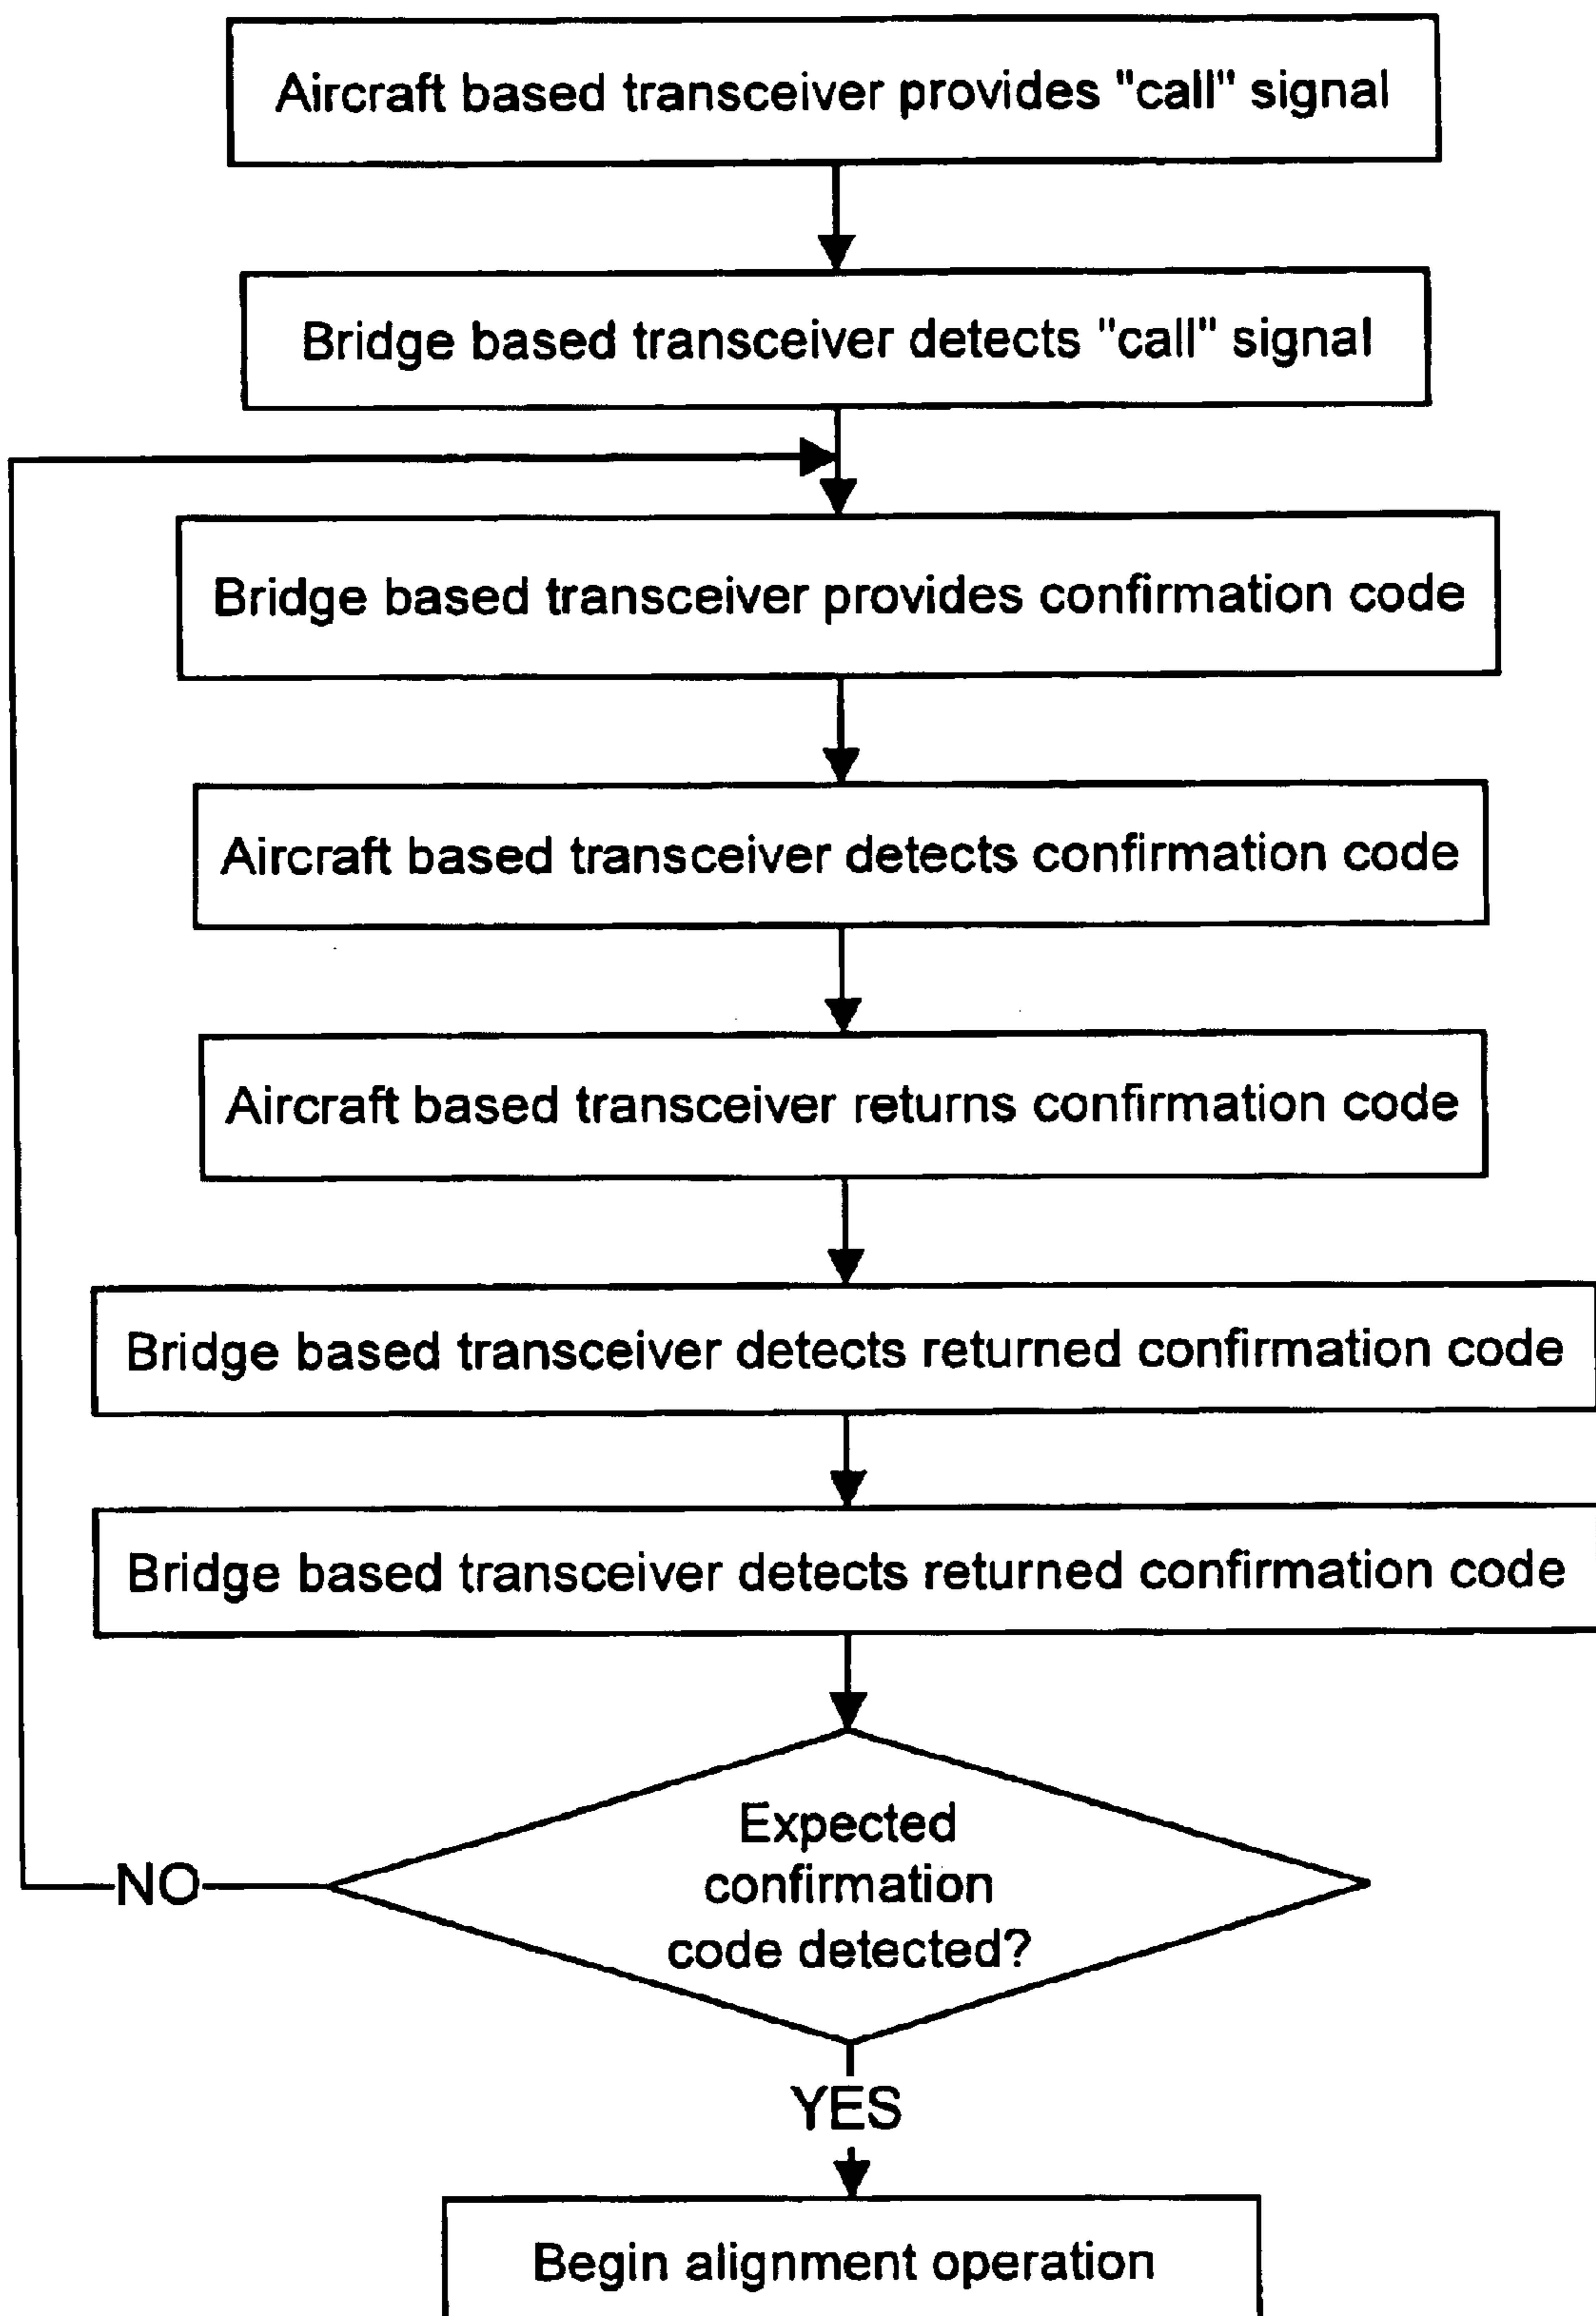 Aircraft based transceiver provides "call" signal
Bridge based transceiver detects "call" signal
Bridge based transceiver provides confirmation code
Aircraft based transceiver detects confirmation code
Aircraft based transceiver returns confirmation code
Bridge based transceiver detects returned confirmation code
Bridge based transceiver detects returned confirmation code
Expected
confirmation
code detected?
NO
YES
Begin alignment operation